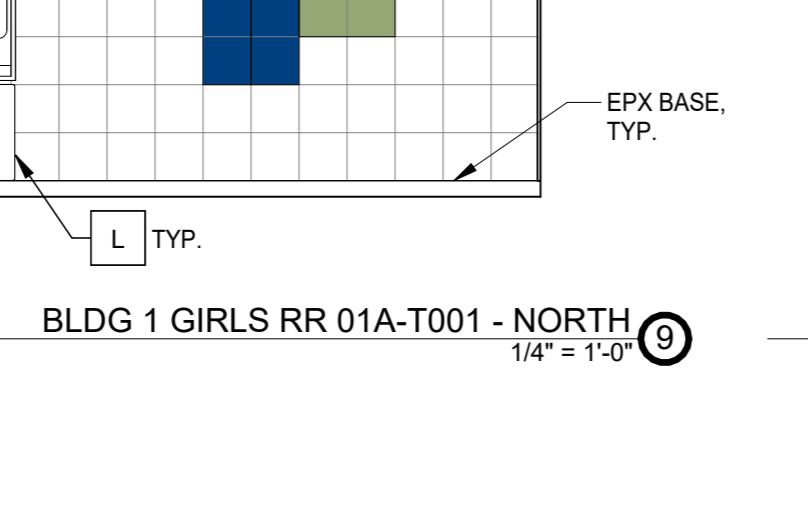 EPX BASE,
TYP.
L TYP.
BLDG 1 GIRLS RR 01A-T001 - NORTH
9
1/4" = 1'-0"